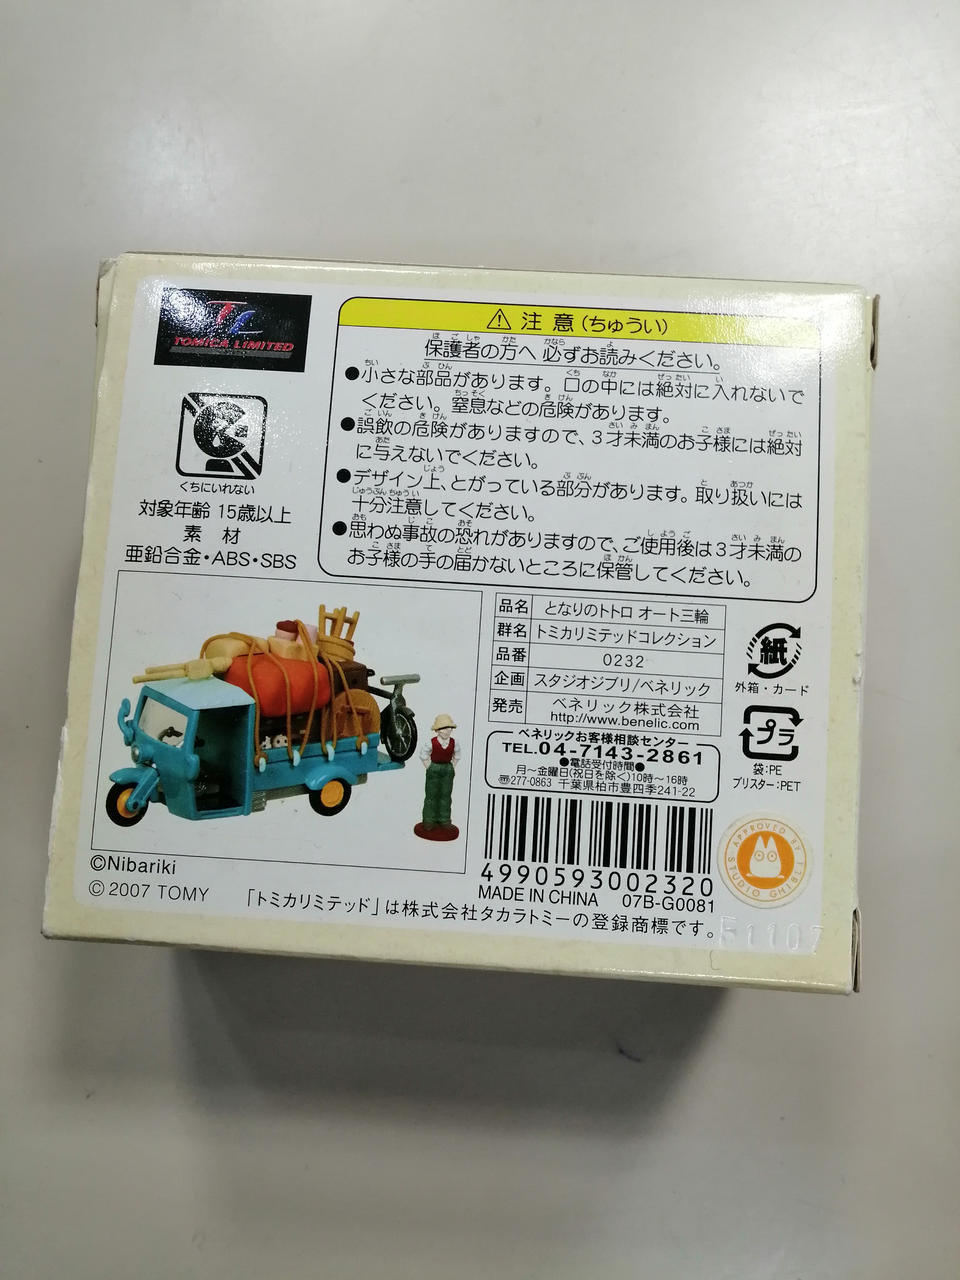 TL
TOMICA LIMITED
くちにいれない
対象年齢 15歳以上
素 材
亜鉛合金・ABS・SBS
⚠ 注 意 (ちゅうい)
保護者の方へ 必ずお読みください。
●小さな部品があります。口の中には絶対に入れないで
ください。窒息などの危険があります。
●誤飲の危険がありますので、3才未満のお子様には絶対
に与えないでください。
●デザイン上、とがっている部分があります。取り扱いには
十分注意してください。
●思わぬ事故の恐れがありますので、ご使用後は3才未満の
お子様の手の届かないところに保管してください。
品名 となりのトトロ オート三輪
群名 トミカリミテッドコレクション
品番 0232
企画 スタジオジブリ/ベネリック
発売 ベネリック株式会社
http://www.benelic.com
ベネリックお客様相談センター
TEL.04-7143-2861
●電話受付時間●
月〜金曜日(祝日を除く)10時〜16時
〠277-0863 千葉県柏市豊四季241-22
紙
外箱・カード
プラ
袋:PE
ブリスター:PET
4990593002320
MADE IN CHINA 07B-G0081
APPROVED BY
STUDIO GHIBLI
©Nibariki
© 2007 TOMY
「トミカリミテッド」は株式会社タカラトミーの登録商標です。